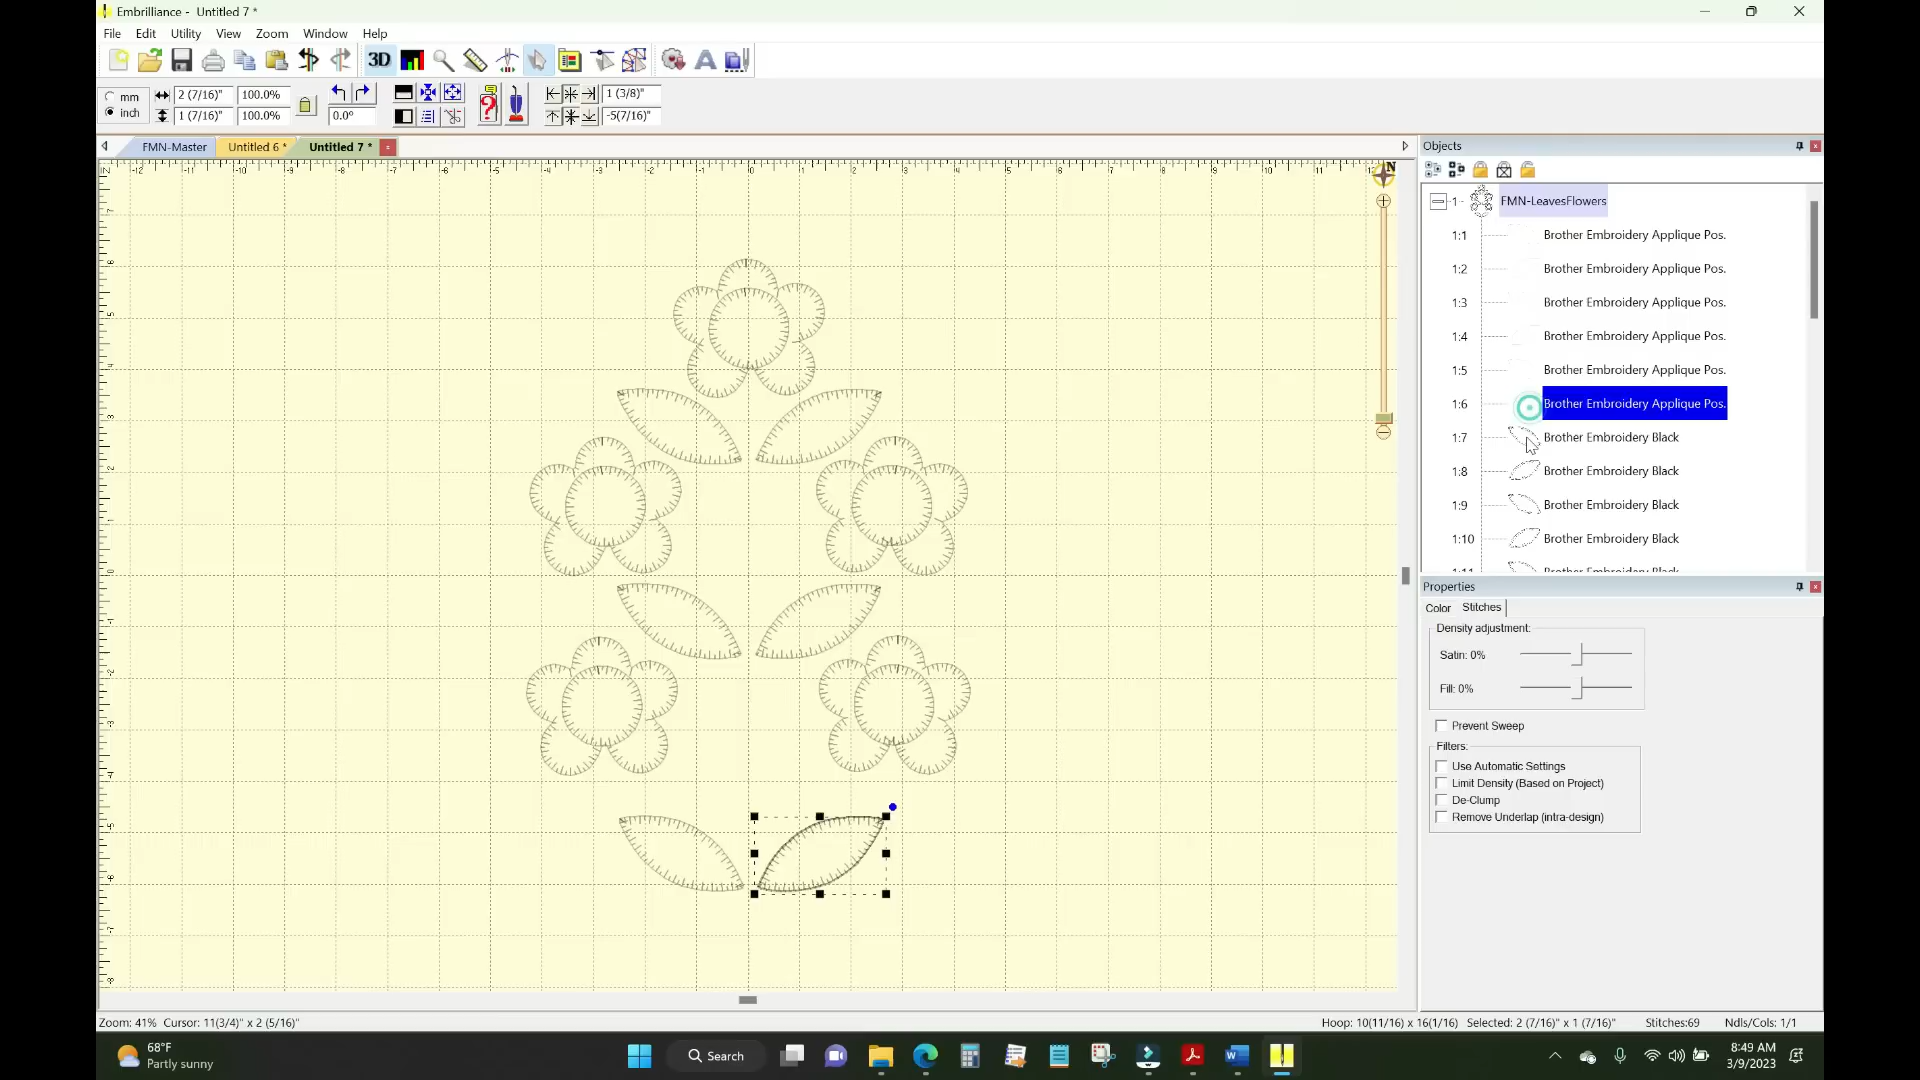 Embrilliance - Untitled 7 *
File Edit Utility View Zoom Window Help
3D
mm 2 (7/16)" 100.0% 1 (3/8)"
inch 1 (7/16)" 100.0% 0.0° -5(7/16)"
FMN-Master Untitled 6 * Untitled 7 *
Objects
1 FMN-LeavesFlowers
1:1 Brother Embroidery Applique Pos.
1:2 Brother Embroidery Applique Pos.
1:3 Brother Embroidery Applique Pos.
1:4 Brother Embroidery Applique Pos.
1:5 Brother Embroidery Applique Pos.
1:6 Brother Embroidery Applique Pos.
1:7 Brother Embroidery Black
1:8 Brother Embroidery Black
1:9 Brother Embroidery Black
1:10 Brother Embroidery Black
1:11 Brother Embroidery Black
Properties
Color Stitches
Density adjustment:
Satin: 0%
Fill: 0%
Prevent Sweep
Filters:
Use Automatic Settings
Limit Density (Based on Project)
De-Clump
Remove Underlap (intra-design)
Zoom: 41% Cursor: 11(3/4)" x 2 (5/16)" Hoop: 10(11/16) x 16(1/16) Selected: 2 (7/16)" x 1 (7/16)" Stitches:69 Ndls/Cols: 1/1
68°F
Partly sunny
Search
8:49 AM
3/9/2023